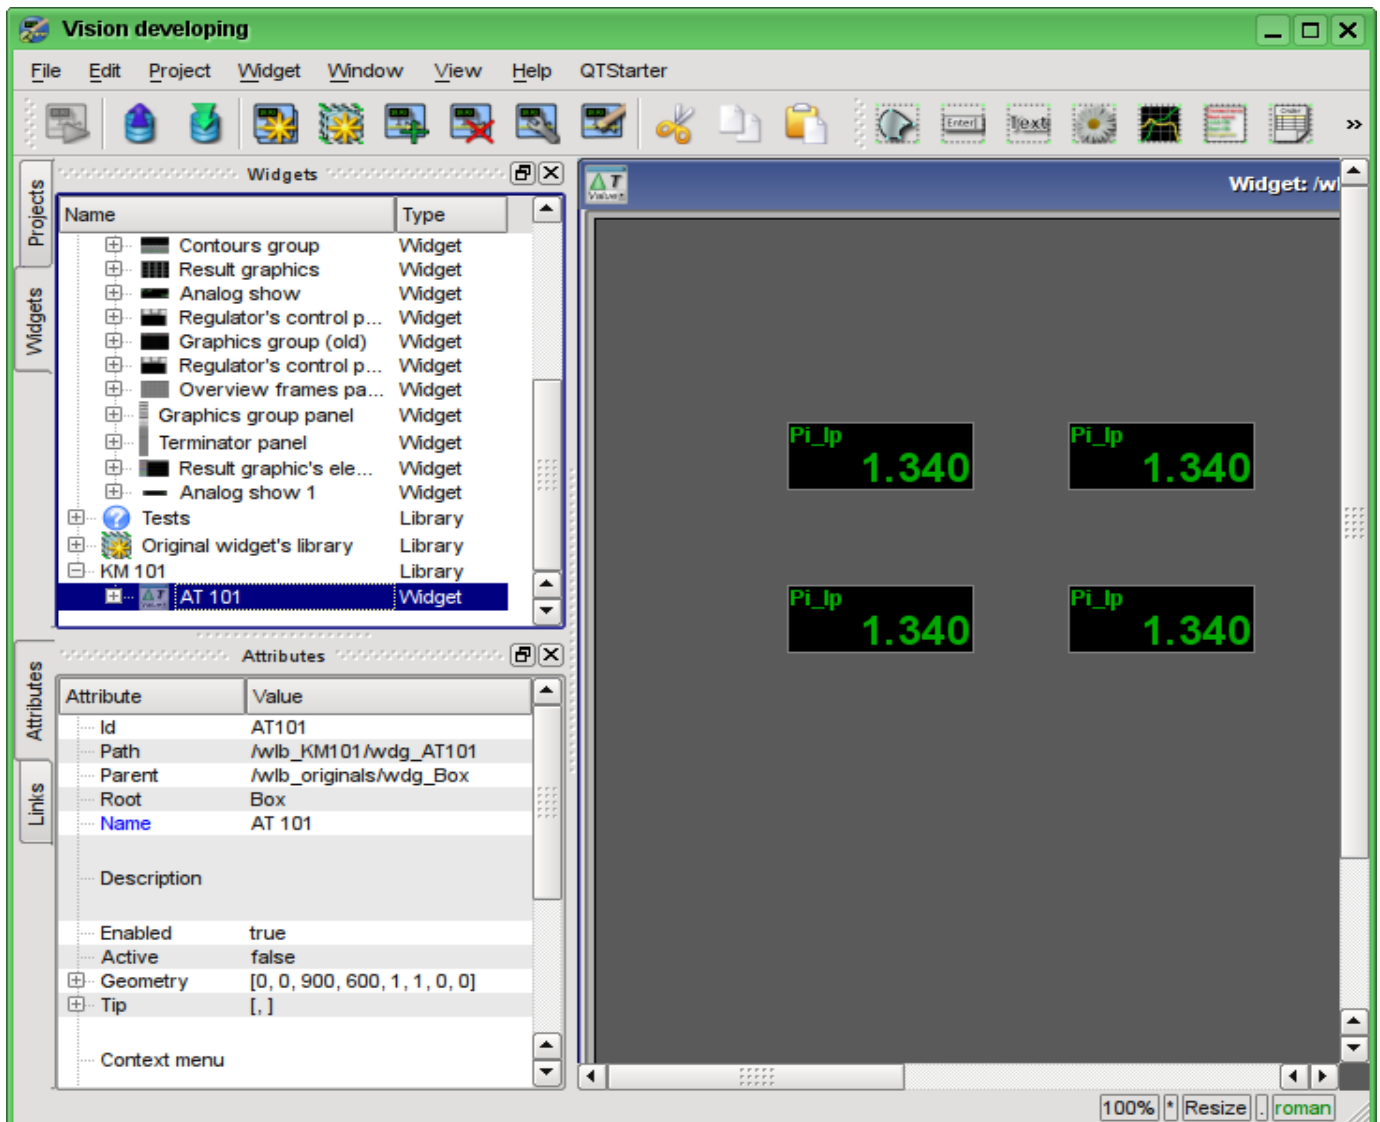 Vision developing
File Edit Project Widget Window View Help QTStarter
Enter
Text
Projects
Widgets
Widgets
Name Type
Contours group Widget
Result graphics Widget
Analog show Widget
Regulator's control p... Widget
Graphics group (old) Widget
Regulator's control p... Widget
Overview frames pa... Widget
Graphics group panel Widget
Terminator panel Widget
Result graphic's ele... Widget
Analog show 1 Widget
Tests Library
Original widget's library Library
KM 101 Library
AT 101 Widget
Attributes
Links
Attributes
Attribute Value
Id AT101
Path /wlb_KM101/wdg_AT101
Parent /wlb_originals/wdg_Box
Root Box
Name AT 101
Description
Enabled true
Active false
Geometry [0, 0, 900, 600, 1, 1, 0, 0]
Tip [, ]
Context menu
Widget: /wl
Pi_lp
1.340
Pi_lp
1.340
Pi_lp
1.340
Pi_lp
1.340
100% * Resize . roman